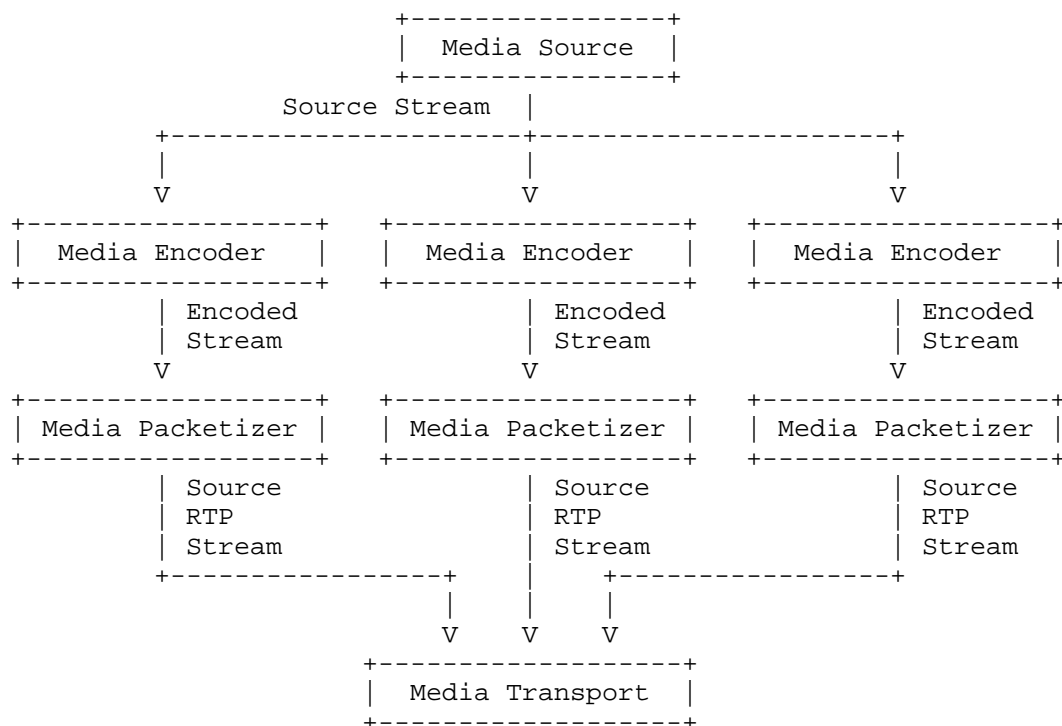 Media Source
Source Stream
Media Encoder Media Encoder Media Encoder
Encoded Encoded Encoded
Stream Stream Stream
Media Packetizer Media Packetizer Media Packetizer
Source Source Source
RTP RTP RTP
Stream Stream Stream
Media Transport